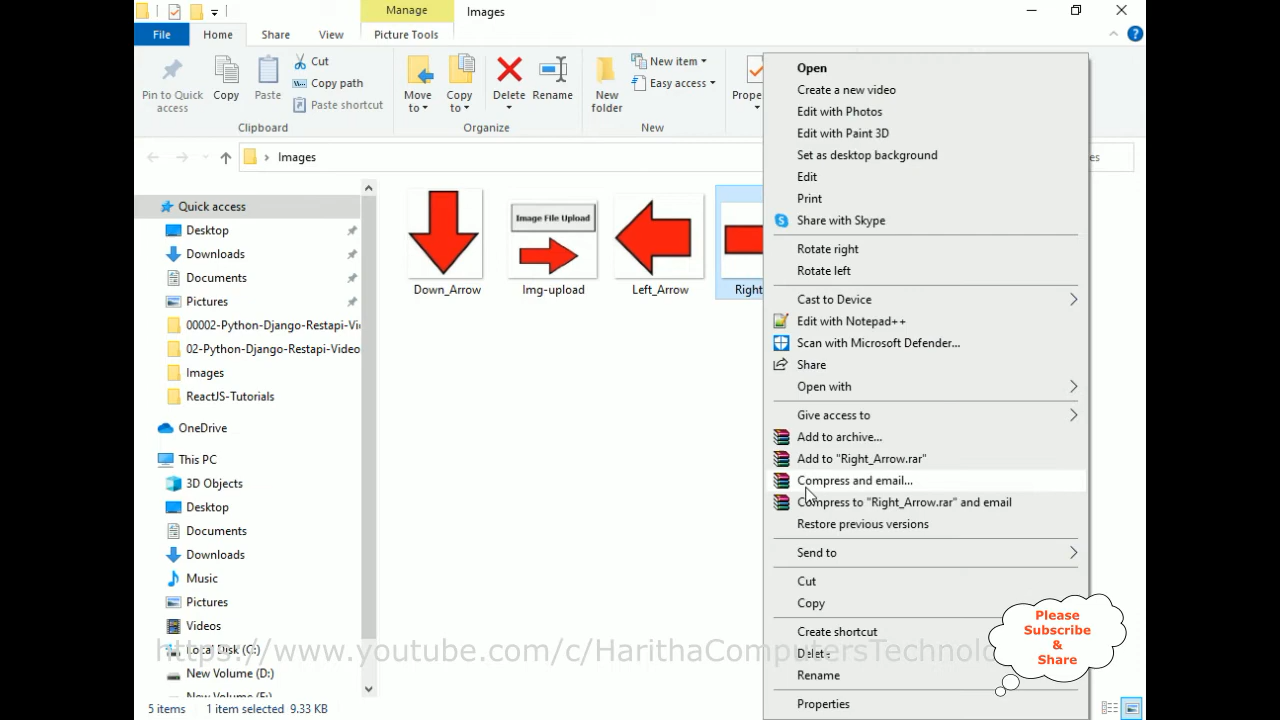 Manage
Images
File
Home
Share
View
Picture Tools
Pin to Quick
access
Copy
Paste
Cut
Copy path
Paste shortcut
Move
to
Copy
to
Delete
Rename
New
folder
New item
Easy access
Prope
Clipboard
Organize
New
Images
es
Quick access
Desktop
Downloads
Documents
Pictures
00002-Python-Django-Restapi-Vi
02-Python-Django-Restapi-Video
Images
ReactJS-Tutorials
OneDrive
This PC
3D Objects
Desktop
Documents
Downloads
Music
Pictures
Videos
Local Disk (C:)
New Volume (D:)
New Volume (E:)
Image File Upload
Down_Arrow
Img-upload
Left_Arrow
Right
Open
Create a new video
Edit with Photos
Edit with Paint 3D
Set as desktop background
Edit
Print
Share with Skype
Rotate right
Rotate left
Cast to Device
Edit with Notepad++
Scan with Microsoft Defender...
Share
Open with
Give access to
Add to archive...
Add to "Right_Arrow.rar"
Compress and email...
Compress to "Right_Arrow.rar" and email
Restore previous versions
Send to
Cut
Copy
Create shortcut
Delete
Rename
Properties
Please
Subscribe
&
Share
https://www.youtube.com/c/HarithaComputersTechnolo
5 items
1 item selected 9.33 KB